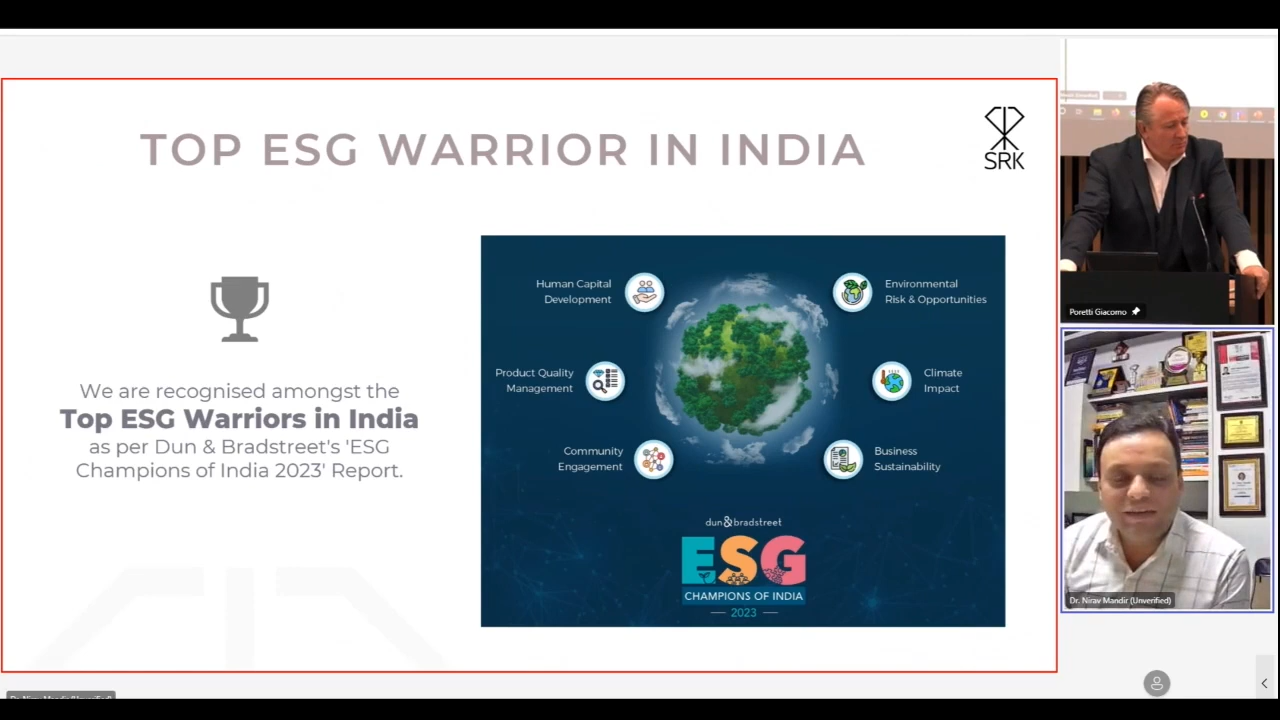 TOP ESG WARRIOR IN INDIA
SRK
We are recognised amongst the
Top ESG Warriors in India
as per Dun & Bradstreet's 'ESG
Champions of India 2023' Report.
Human Capital
Development
Environmental
Risk & Opportunities
Product Quality
Management
Climate
Impact
Community
Engagement
Business
Sustainability
dun&bradstreet
ESG
CHAMPIONS OF INDIA
2023
Poretti Giacomo
Dr. Nirav Mandir (Unverified)